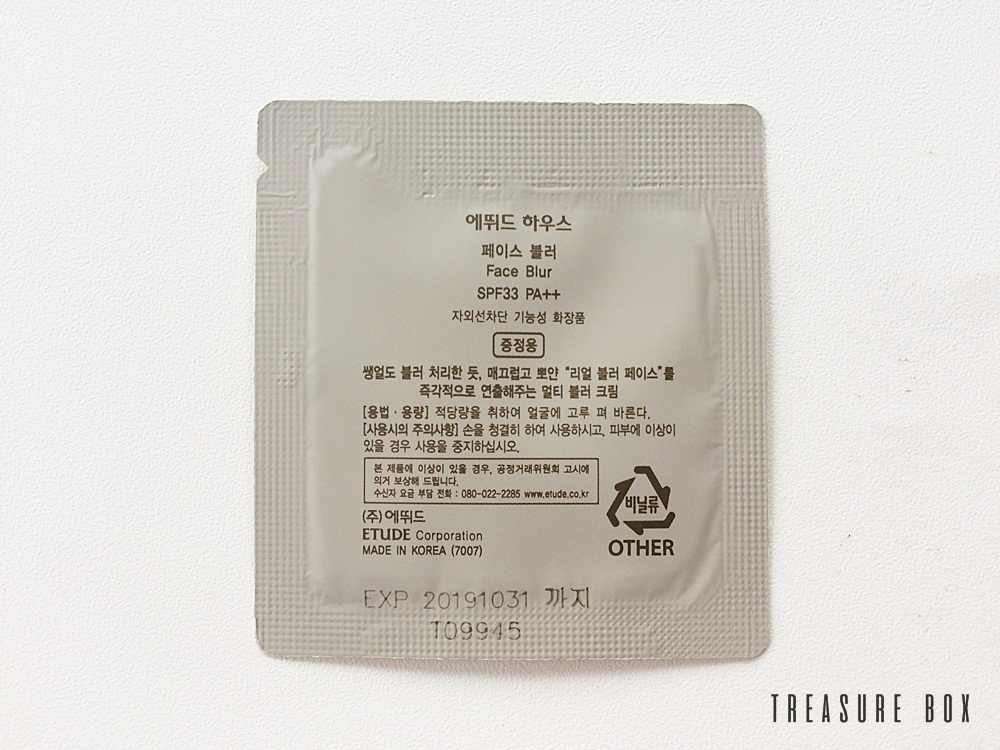 에뛰드 하우스
페이스 블러
Face Blur
SPF33 PA++
자외선차단 기능성 화장품
증정용
쌩얼도 블러 처리한 듯, 매끄럽고 뽀얀 “리얼 블러 페이스”를
즉각적으로 연출해주는 멀티 블러 크림
[용법 · 용량] 적당량을 취하여 얼굴에 고루 펴 바른다.
[사용시의 주의사항] 손을 청결히 하여 사용하시고, 피부에 이상이
있을 경우 사용을 중지하십시오.
본 제품에 이상이 있을 경우, 공정거래위원회 고시에
의거 보상해 드립니다.
수신자 요금 부담 전화 : 080-022-2285 www.etude.co.kr
비닐류
OTHER
(주)에뛰드
ETUDE Corporation
MADE IN KOREA (7007)
EXP 20191031 까지
T09945
TREASURE BOX